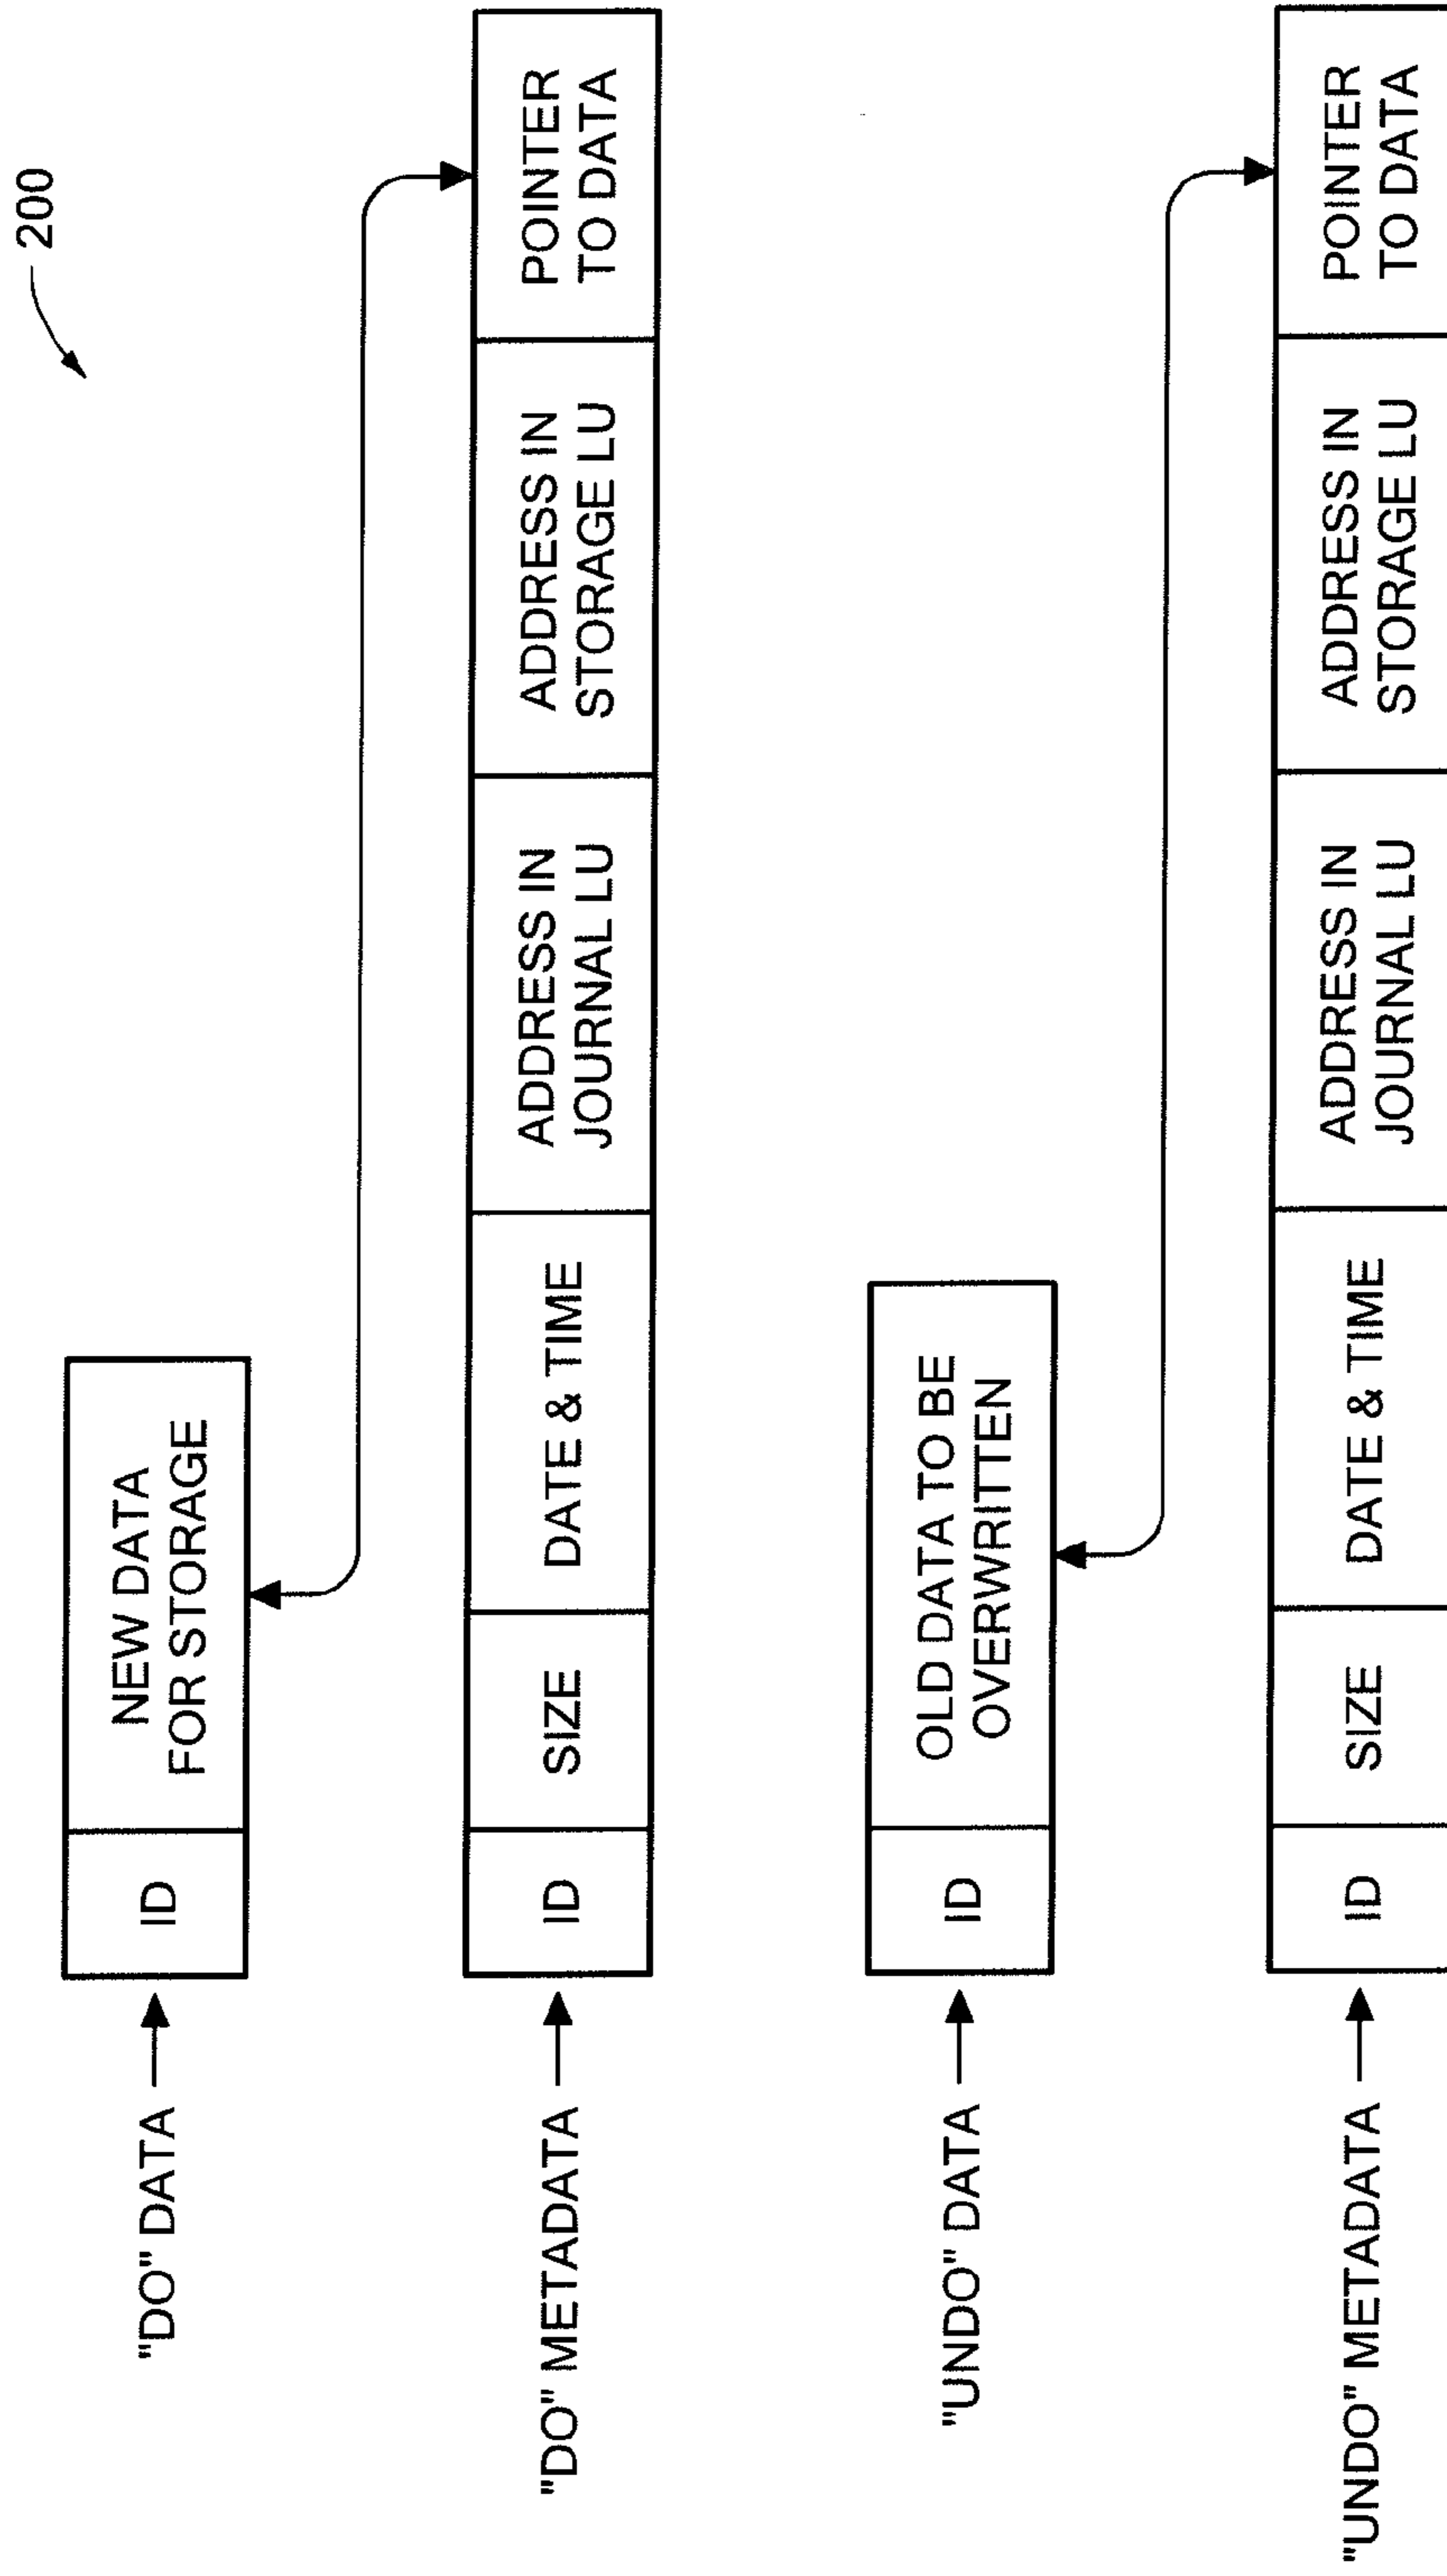 200
"DO" DATA
ID
NEW DATA
FOR STORAGE
"DO" METADATA
ID
SIZE
DATE & TIME
ADDRESS IN
JOURNAL LU
ADDRESS IN
STORAGE LU
POINTER
TO DATA
"UNDO" DATA
ID
OLD DATA TO BE
OVERWRITTEN
"UNDO" METADATA
ID
SIZE
DATE & TIME
ADDRESS IN
JOURNAL LU
ADDRESS IN
STORAGE LU
POINTER
TO DATA